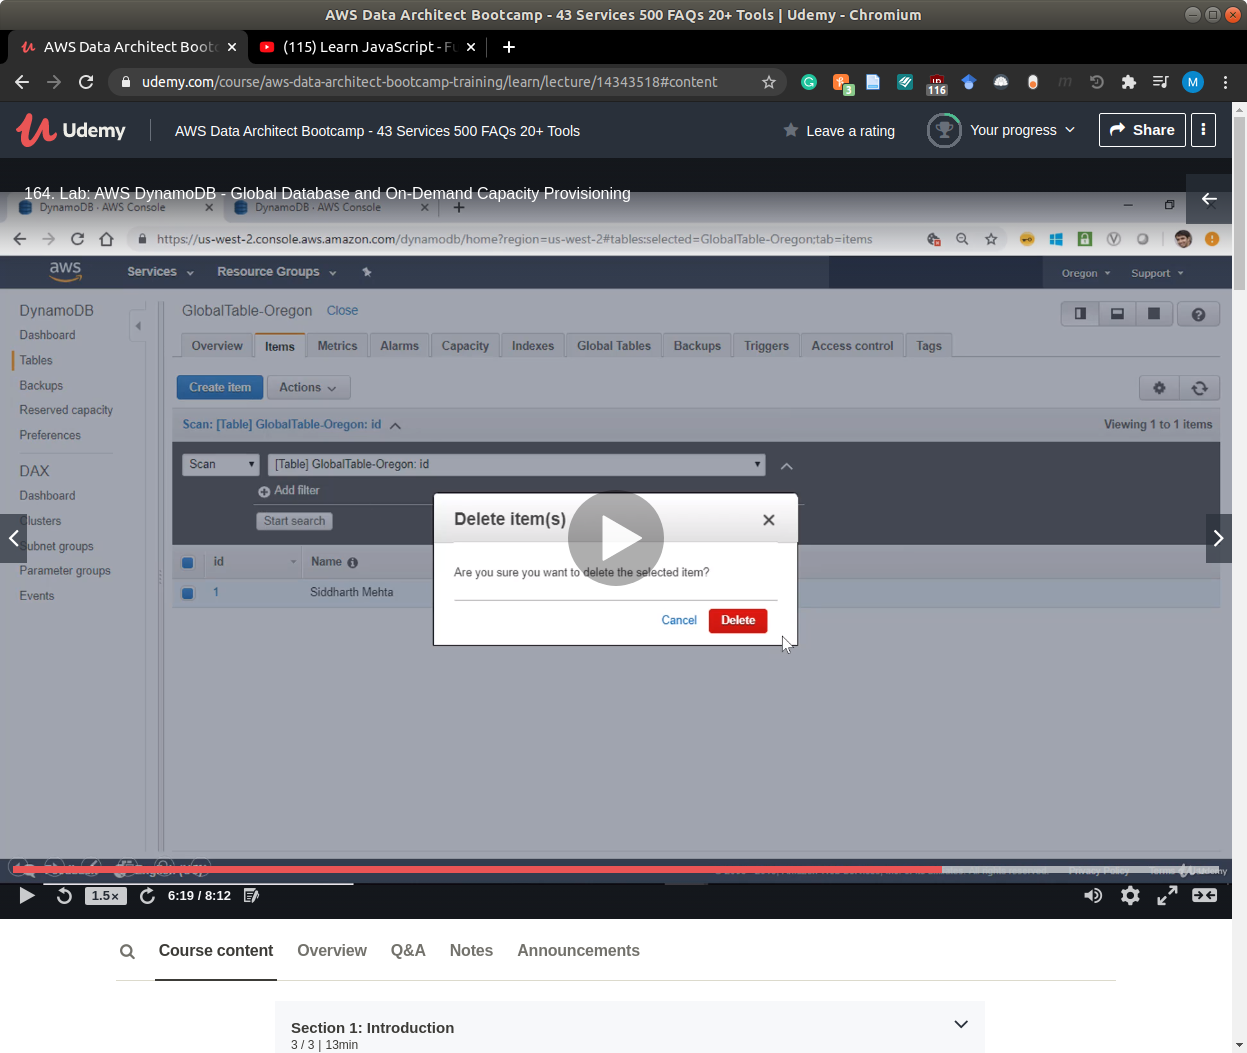 AWS Data Architect Bootcamp - 43 Services 500 FAQs 20+ Tools | Udemy - Chromium
AWS Data Architect Bootc
(115) Learn JavaScript - Fu
udemy.com/course/aws-data-architect-bootcamp-training/learn/lecture/14343518#content
3
116
M
Udemy
AWS Data Architect Bootcamp - 43 Services 500 FAQs 20+ Tools
Leave a rating
Your progress
Share
164. Lab: AWS DynamoDB - Global Database and On-Demand Capacity Provisioning
DynamoDB · AWS Console
DynamoDB · AWS Console
https://us-west-2.console.aws.amazon.com/dynamodb/home?region=us-west-2#tables:selected=GlobalTable-Oregon;tab=items
aws
Services
Resource Groups
Oregon
Support
DynamoDB
Dashboard
Tables
Backups
Reserved capacity
Preferences
DAX
Dashboard
Clusters
Subnet groups
Parameter groups
Events
GlobalTable-Oregon
Close
Overview
Items
Metrics
Alarms
Capacity
Indexes
Global Tables
Backups
Triggers
Access control
Tags
Create item
Actions
Scan: [Table] GlobalTable-Oregon: id
Viewing 1 to 1 items
Scan
[Table] GlobalTable-Oregon: id
Add filter
Start search
id
Name
1
Siddharth Mehta
Delete item(s)
Are you sure you want to delete the selected item?
Cancel
Delete
Privacy Policy
Udemy
1.5×
6:19 / 8:12
Course content
Overview
Q&A
Notes
Announcements
Section 1: Introduction
3 / 3 | 13min